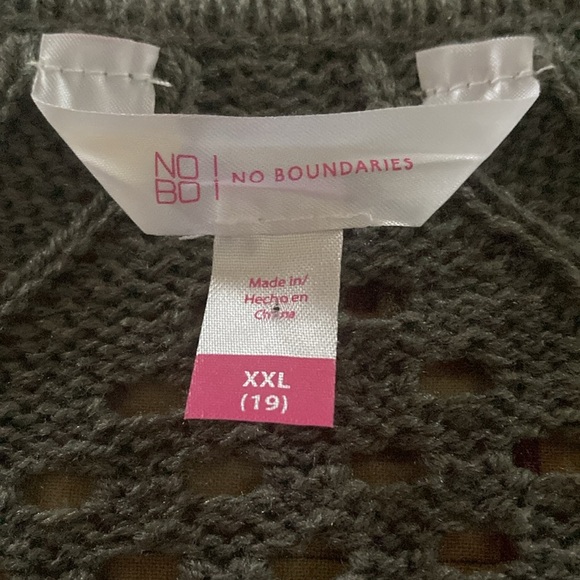 NO
BO
NO BOUNDARIES
Made in/
Hecho en
China
XXL
(19)